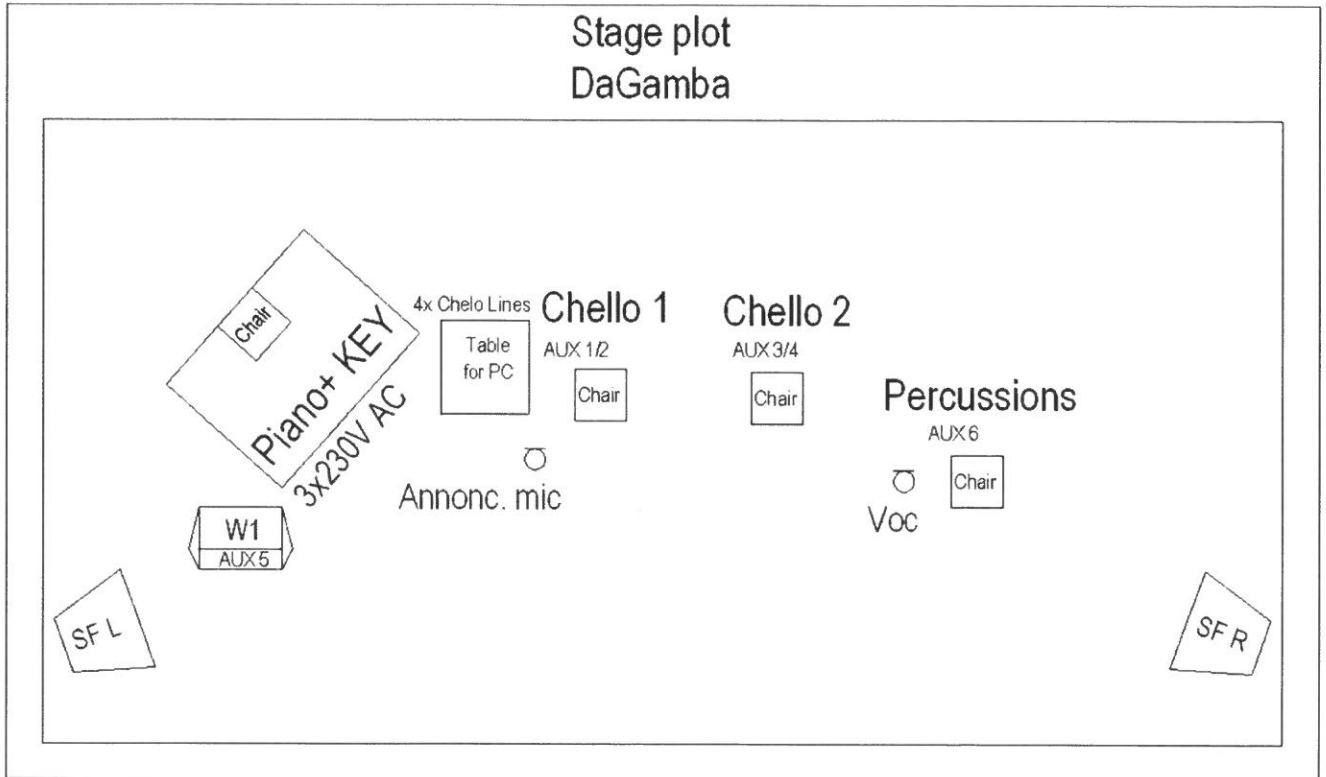 Stage plot
DaGamba
Chair
Piano+ KEY
3x230V AC
4x Chelo Lines
Table
for PC
Chello 1
AUX 1/2
Chair
Chello 2
AUX 3/4
Chair
Percussions
AUX 6
Chair
Annonc. mic
Voc
W1
AUX 5
SF L
SF R